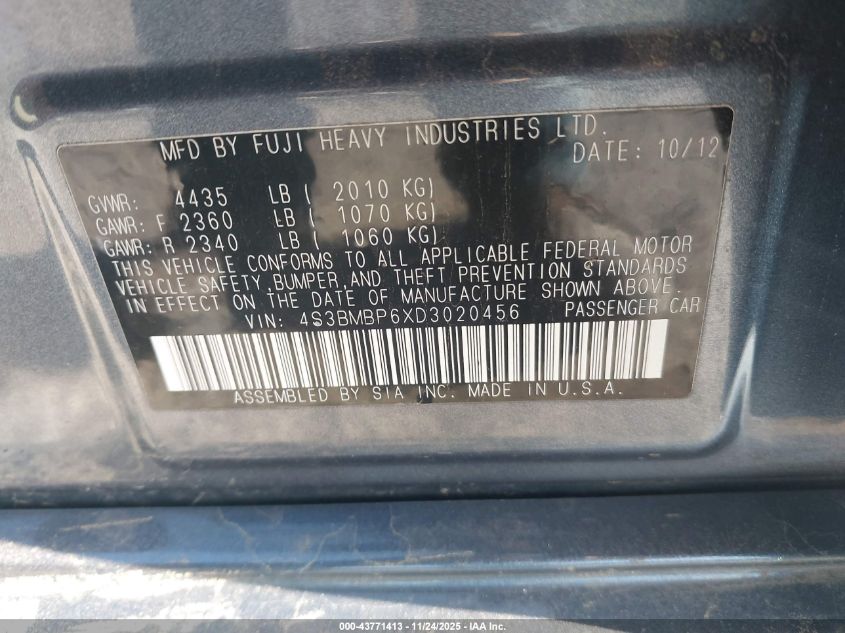 MFD BY FUJI HEAVY INDUSTRIES LTD.
DATE: 10/12
GVWR: 4435 LB ( 2010 KG)
GAWR: F 2360 LB ( 1070 KG)
GAWR: R 2340 LB ( 1060 KG)
THIS VEHICLE CONFORMS TO ALL APPLICABLE FEDERAL MOTOR
VEHICLE SAFETY,BUMPER,AND THEFT PREVENTION STANDARDS
IN EFFECT ON THE DATE OF MANUFACTURE SHOWN ABOVE.
VIN: 4S3BMBP6XD3020456 PASSENGER CAR
ASSEMBLED BY SIA INC. MADE IN U.S.A.
000-43771413 - 11/24/2025 - IAA Inc.